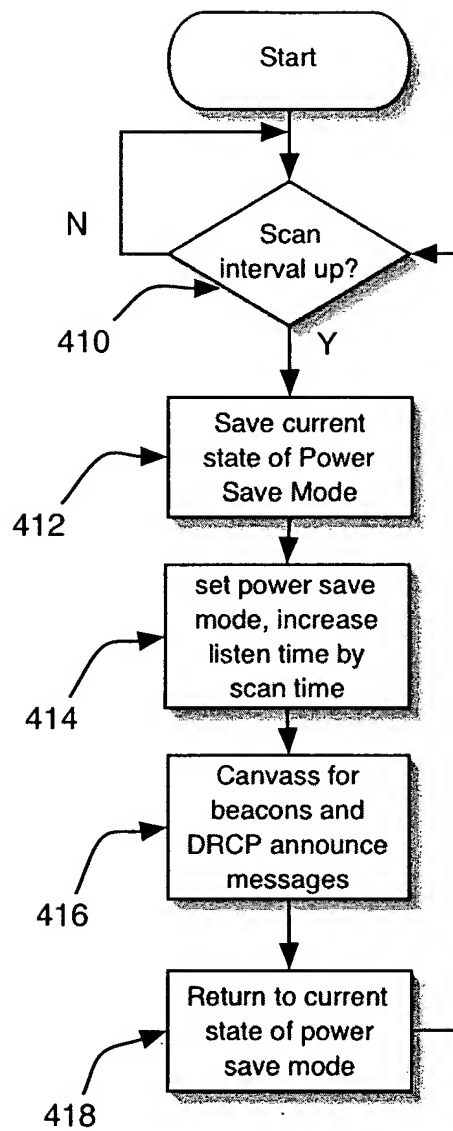 Start
N
Scan
interval up?
410
Y
Save current
state of Power
Save Mode
412
set power save
mode, increase
listen time by
scan time
414
Canvass for
beacons and
DRCP announce
messages
416
Return to current
state of power
save mode
418